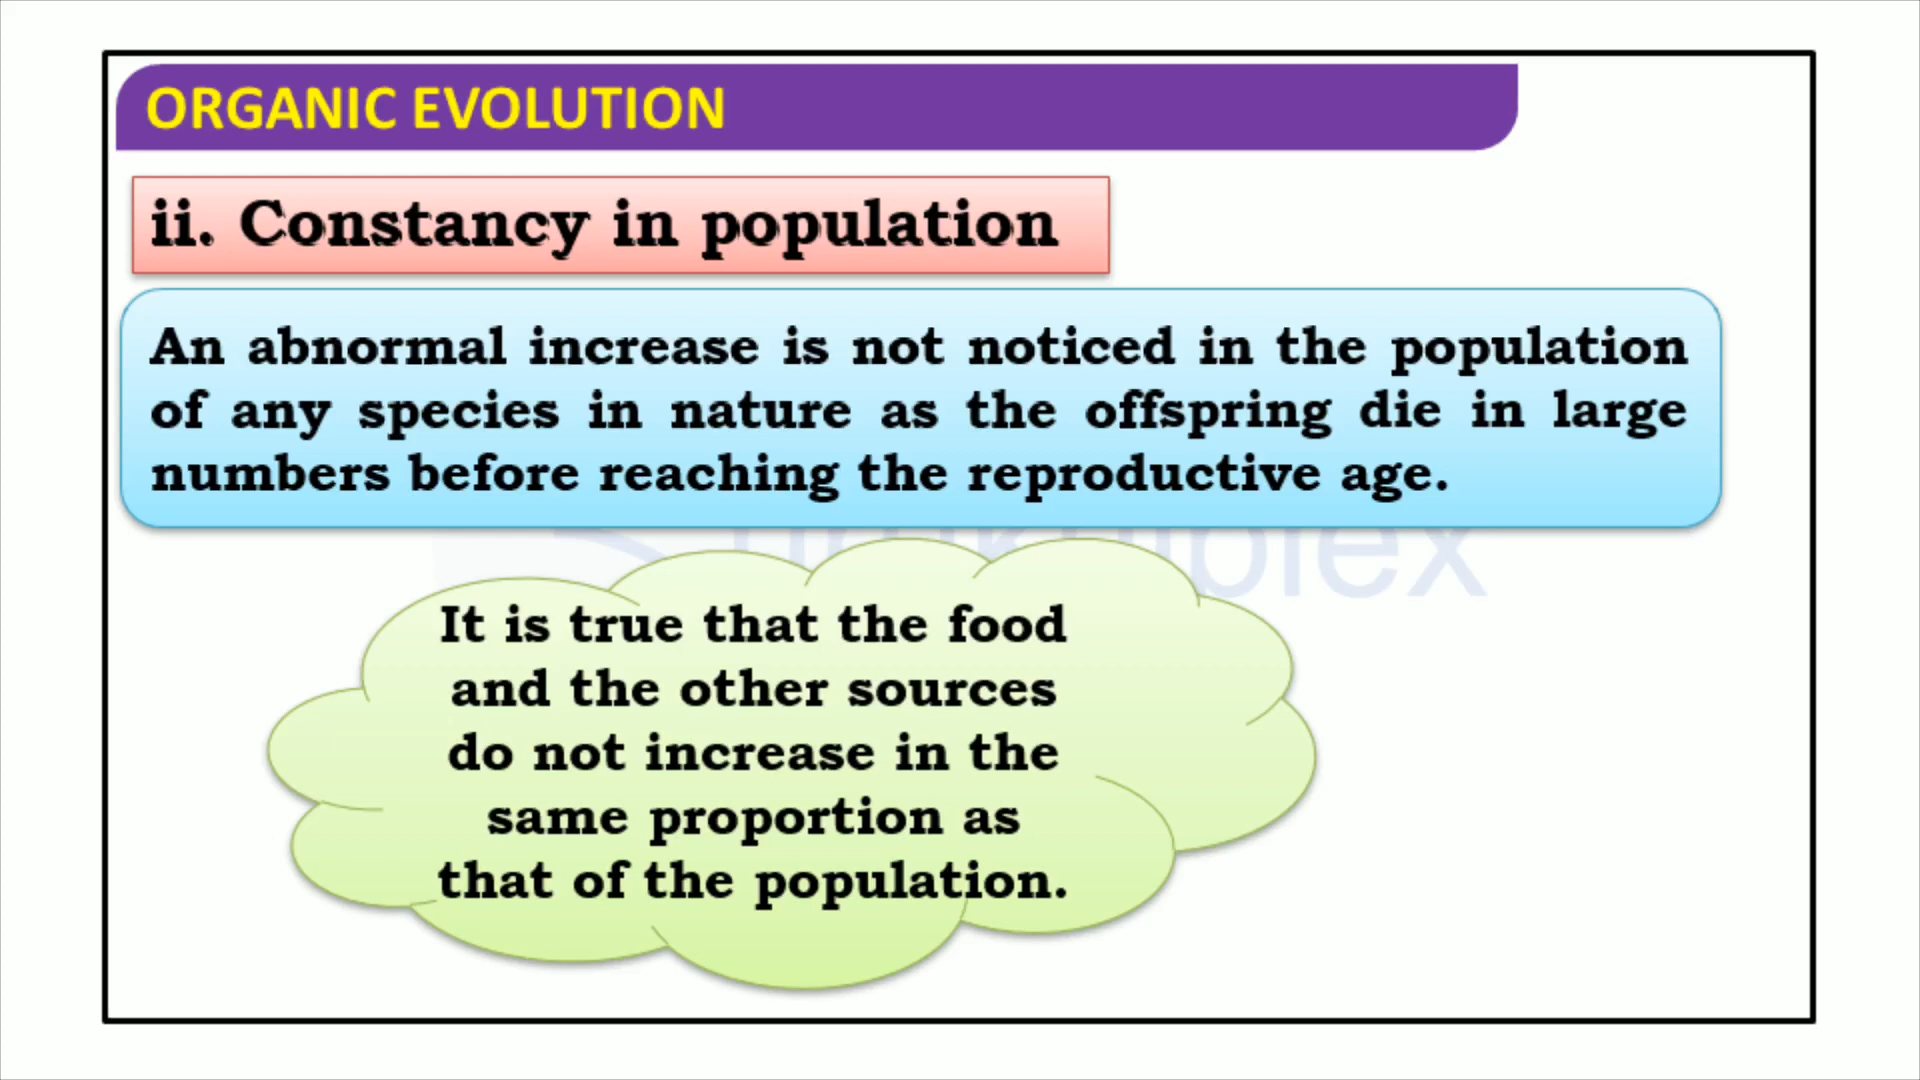 ORGANIC EVOLUTION
ii. Constancy in population
An abnormal increase is not noticed in the population
of any species in nature as the offspring die in large
numbers before reaching the reproductive age.
It is true that the food
and the other sources
do not increase in the
same proportion as
that of the population.